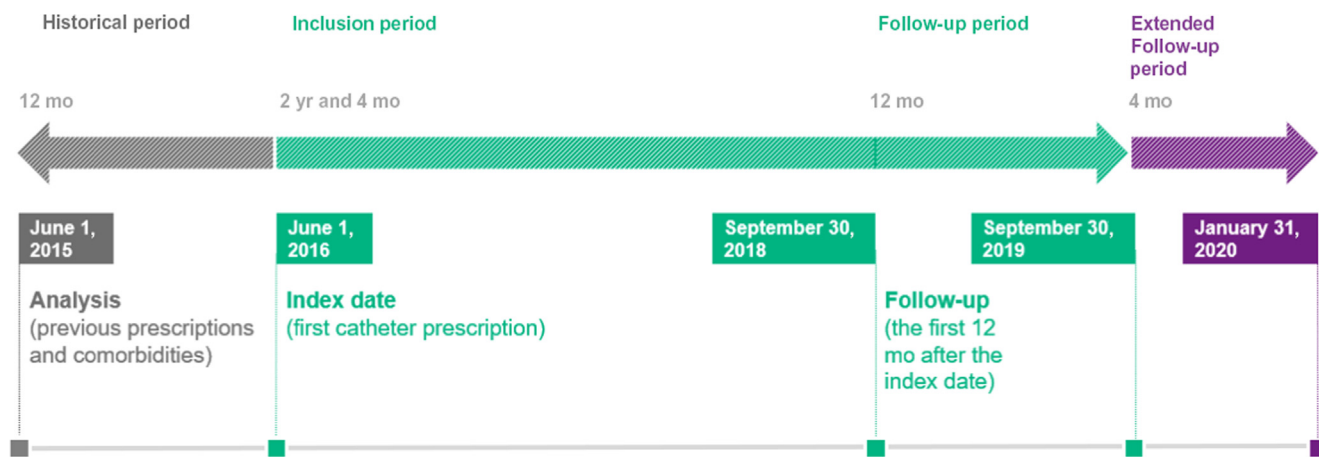 Historical period
Inclusion period
Follow-up period
Extended
Follow-up
period
12 mo
2 yr and 4 mo
12 mo
4 mo
June 1,
2015
June 1,
2016
September 30,
2018
September 30,
2019
January 31,
2020
Analysis
(previous prescriptions
and comorbidities)
Index date
(first catheter prescription)
Follow-up
(the first 12
mo after the
index date)